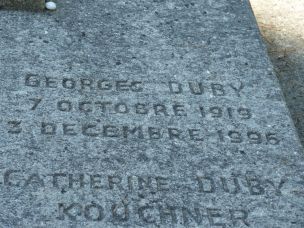 GEORGES DUBY
7 OCTOBRE 1919
3 DECEMBRE 1996
CATHERINE DUBY
KOUCHNER